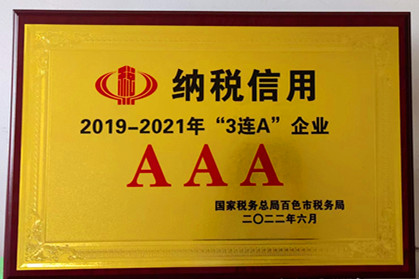 纳税信用
2019-2021年“3连A”企业
AAA
国家税务总局百色市税务局
二〇二二年六月